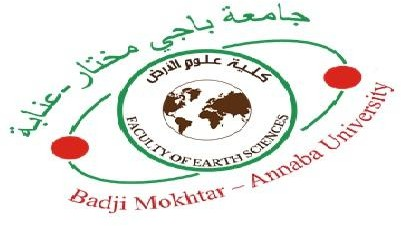 جامعة باجي مختار -عنابة
كلية علوم الأرض
FACULTY OF EARTH SCIENCES
Badji Mokhtar – Annaba University